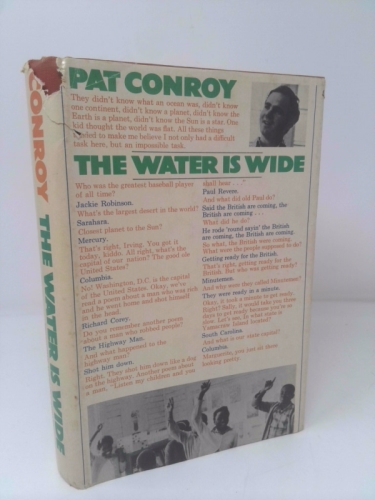 PAT CONROY
They didn't know what an ocean was, didn't know
one continent, didn't know a planet, didn't know the
Earth is a planet, didn't know the Sun is a star. One
kid thought the world was flat. All these things
to make me believe I not only had a difficult
task here, but an impossible task.
THE WATER IS WIDE
Who was the greatest baseball player
of all time?
Jackie Robinson.
What's the largest desert in the world?
Sarahara.
Closest planet to the Sun?
Mercury.
That's right, Irving. You got it
today, kiddo. All right, what's the
capital of our nation? The good ole
United States?
Columbia.
No! Washington, D.C. is the capital
of the United States. Okay, we
read a poem about a man who was rich
and he went home and shot himself
in the head.
Richard Corey.
Do you remember another poem
about a man who
The Highway Man.
And what happened to the
highway man?
Shot him down.
Right. They shot him down like a dog
on the highway. Another poem about
a man, "Listen my children and you
shall hear . . .
Paul Revere.
And what did old Paul do?
Said the British are coming, the
British are coming . . .
What did he do?
He rode 'round sayin' the British
are coming, the British are coming.
So what, the British were coming.
What were the people supposed to do?
Getting ready for the British.
That's right, getting ready for the
British. But who was getting ready?
Minutemen.
And why were they called Minutemen?
They were ready in a minute.
Okay, it took a minute to get ready.
Right? Sally, it would take you three
days to get ready because you're so
slow. Let's see. In what state is
Yamacraw Island located?
South Carolina.
And what is our state capital?
Columbia.
looking pretty.
CONROY THE WATER IS WIDE